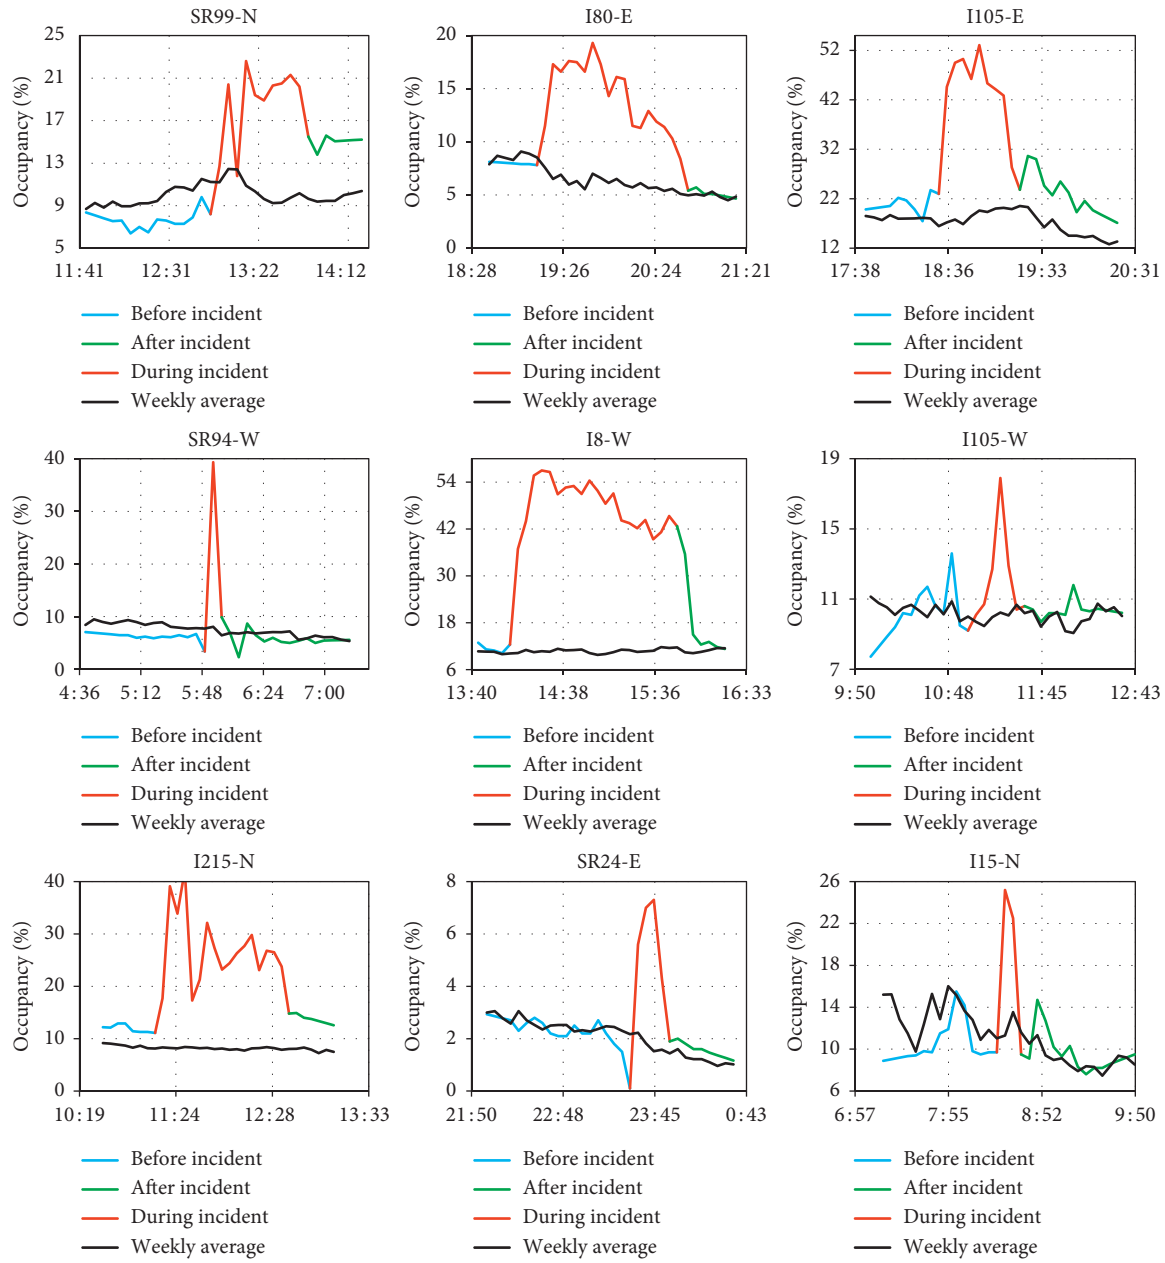 SR99-N
I80-E
I105-E
Occupancy (%)
25
21
17
13
9
5
11:41
12:31
13:22
14:12
Occupancy (%)
20
15
10
5
0
18:28
19:26
20:24
21:21
Occupancy (%)
52
42
32
22
12
17:38
18:36
19:33
20:31
Before incident
After incident
During incident
Weekly average
Before incident
After incident
During incident
Weekly average
Before incident
After incident
During incident
Weekly average
SR94-W
I8-W
I105-W
Occupancy (%)
40
30
20
10
0
4:36
5:12
5:48
6:24
7:00
Occupancy (%)
54
42
30
18
6
13:40
14:38
15:36
16:33
Occupancy (%)
19
15
11
7
9:50
10:48
11:45
12:43
Before incident
After incident
During incident
Weekly average
Before incident
After incident
During incident
Weekly average
Before incident
After incident
During incident
Weekly average
I215-N
SR24-E
I15-N
Occupancy (%)
40
30
20
10
0
10:19
11:24
12:28
13:33
Occupancy (%)
8
6
4
2
0
21:50
22:48
23:45
0:43
Occupancy (%)
26
22
18
14
10
6
6:57
7:55
8:52
9:50
Before incident
After incident
During incident
Weekly average
Before incident
After incident
During incident
Weekly average
Before incident
After incident
During incident
Weekly average